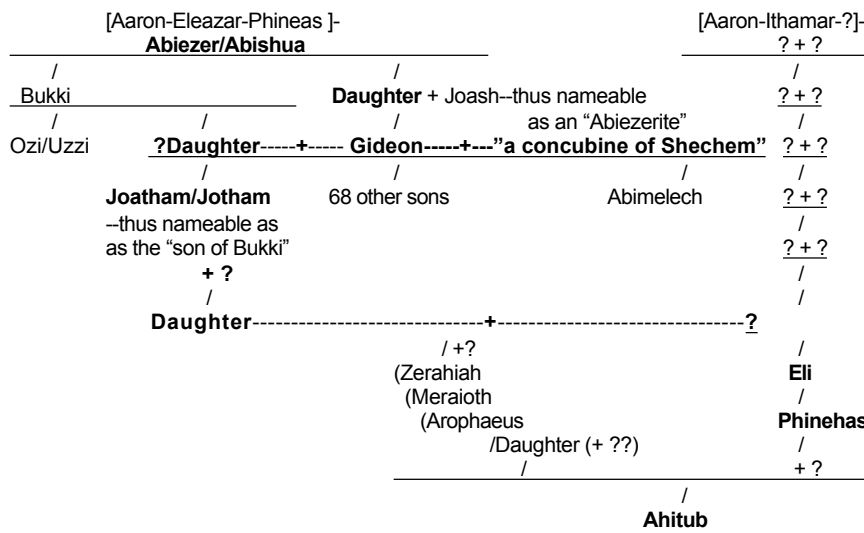 [Aaron-Eleazar-Phineas ]- [Aaron-Ithamar-?]-
Abiezer/Abishua ? + ?
/ / /
Bukki Daughter + Joash--thus nameable ? + ?
/ / / as an “Abiezerite” /
Ozi/Uzzi ?Daughter-----+----- Gideon-----+---”a concubine of Shechem” ? + ?
/ / / /
Joatham/Jotham 68 other sons Abimelech ? + ?
--thus nameable as /
as the “son of Bukki” ? + ?
+ ? /
/ /
Daughter------------------------------+--------------------------------?
/ +? /
(Zerahiah Eli
(Meraioth /
(Arophaeus Phinehas
/Daughter (+ ??) /
/ + ?
/
Ahitub